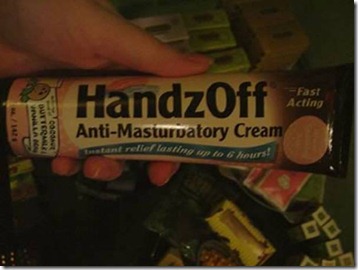 HandzOff
Fast
Acting
Anti-Masturbatory Cream
Instant relief lasting up to 6 hours!